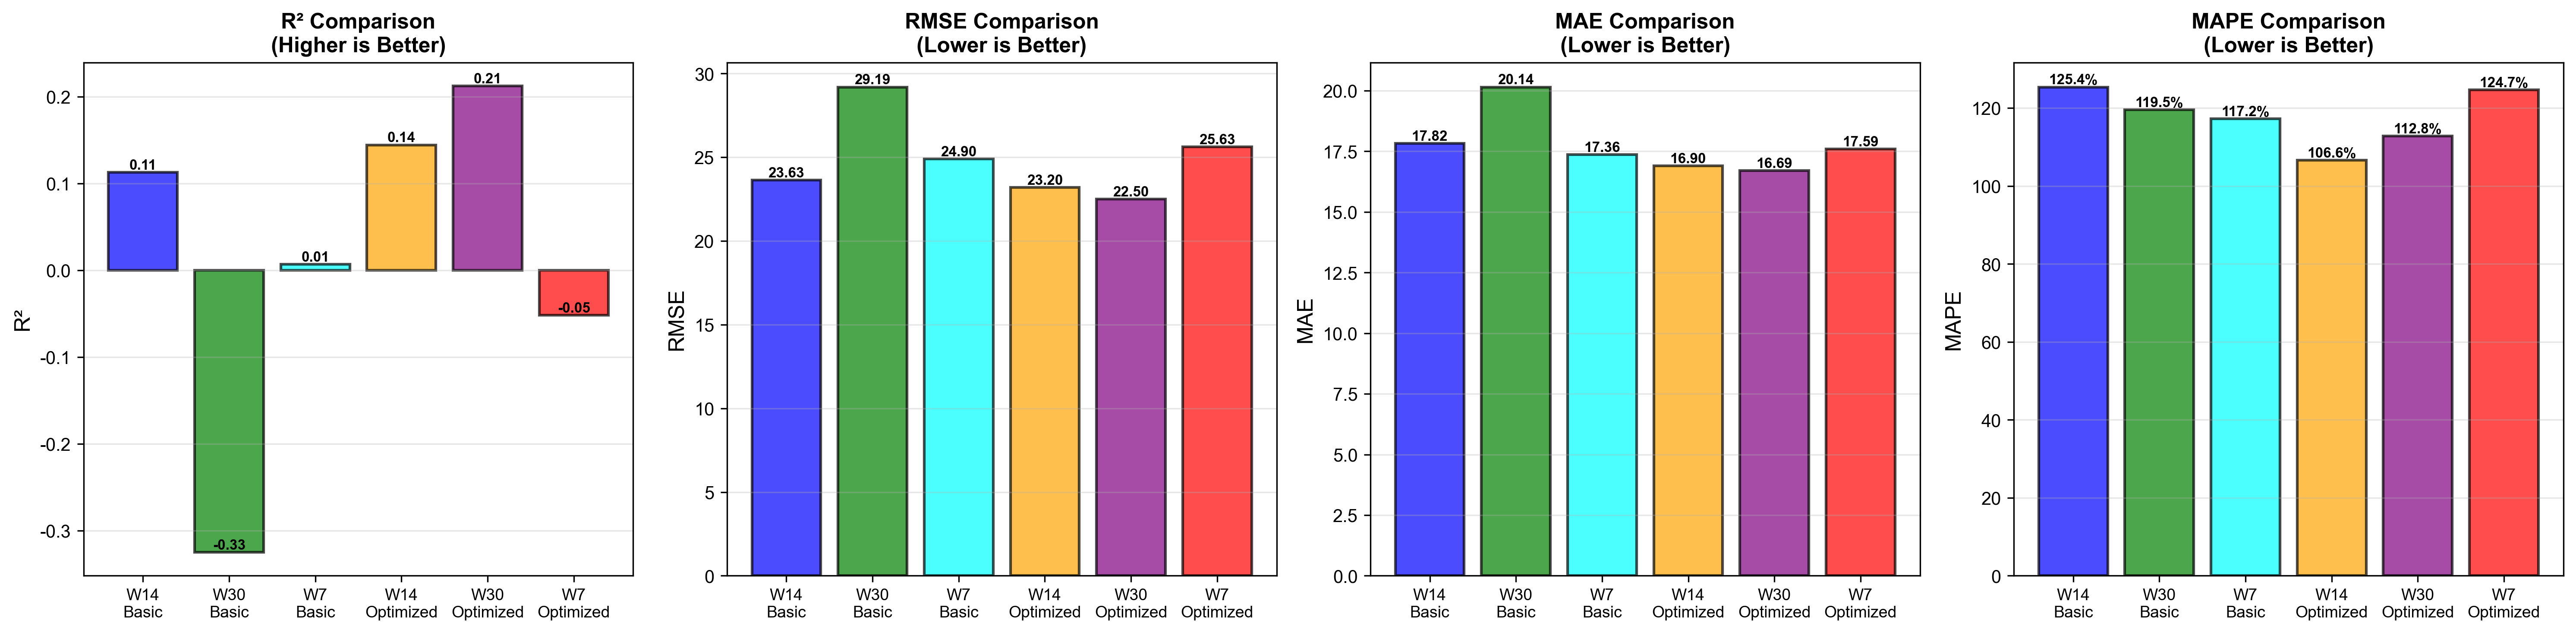 R² Comparison
(Higher is Better)
R²
0.2
0.1
0.0
-0.1
-0.2
-0.3
0.11
-0.33
0.01
0.14
0.21
-0.05
W14
Basic
W30
Basic
W7
Basic
W14
Optimized
W30
Optimized
W7
Optimized
RMSE Comparison
(Lower is Better)
RMSE
30
25
20
15
10
5
0
23.63
29.19
24.90
23.20
22.50
25.63
W14
Basic
W30
Basic
W7
Basic
W14
Optimized
W30
Optimized
W7
Optimized
MAE Comparison
(Lower is Better)
MAE
20.0
17.5
15.0
12.5
10.0
7.5
5.0
2.5
0.0
17.82
20.14
17.36
16.90
16.69
17.59
W14
Basic
W30
Basic
W7
Basic
W14
Optimized
W30
Optimized
W7
Optimized
MAPE Comparison
(Lower is Better)
MAPE
120
100
80
60
40
20
0
125.4%
119.5%
117.2%
106.6%
112.8%
124.7%
W14
Basic
W30
Basic
W7
Basic
W14
Optimized
W30
Optimized
W7
Optimized